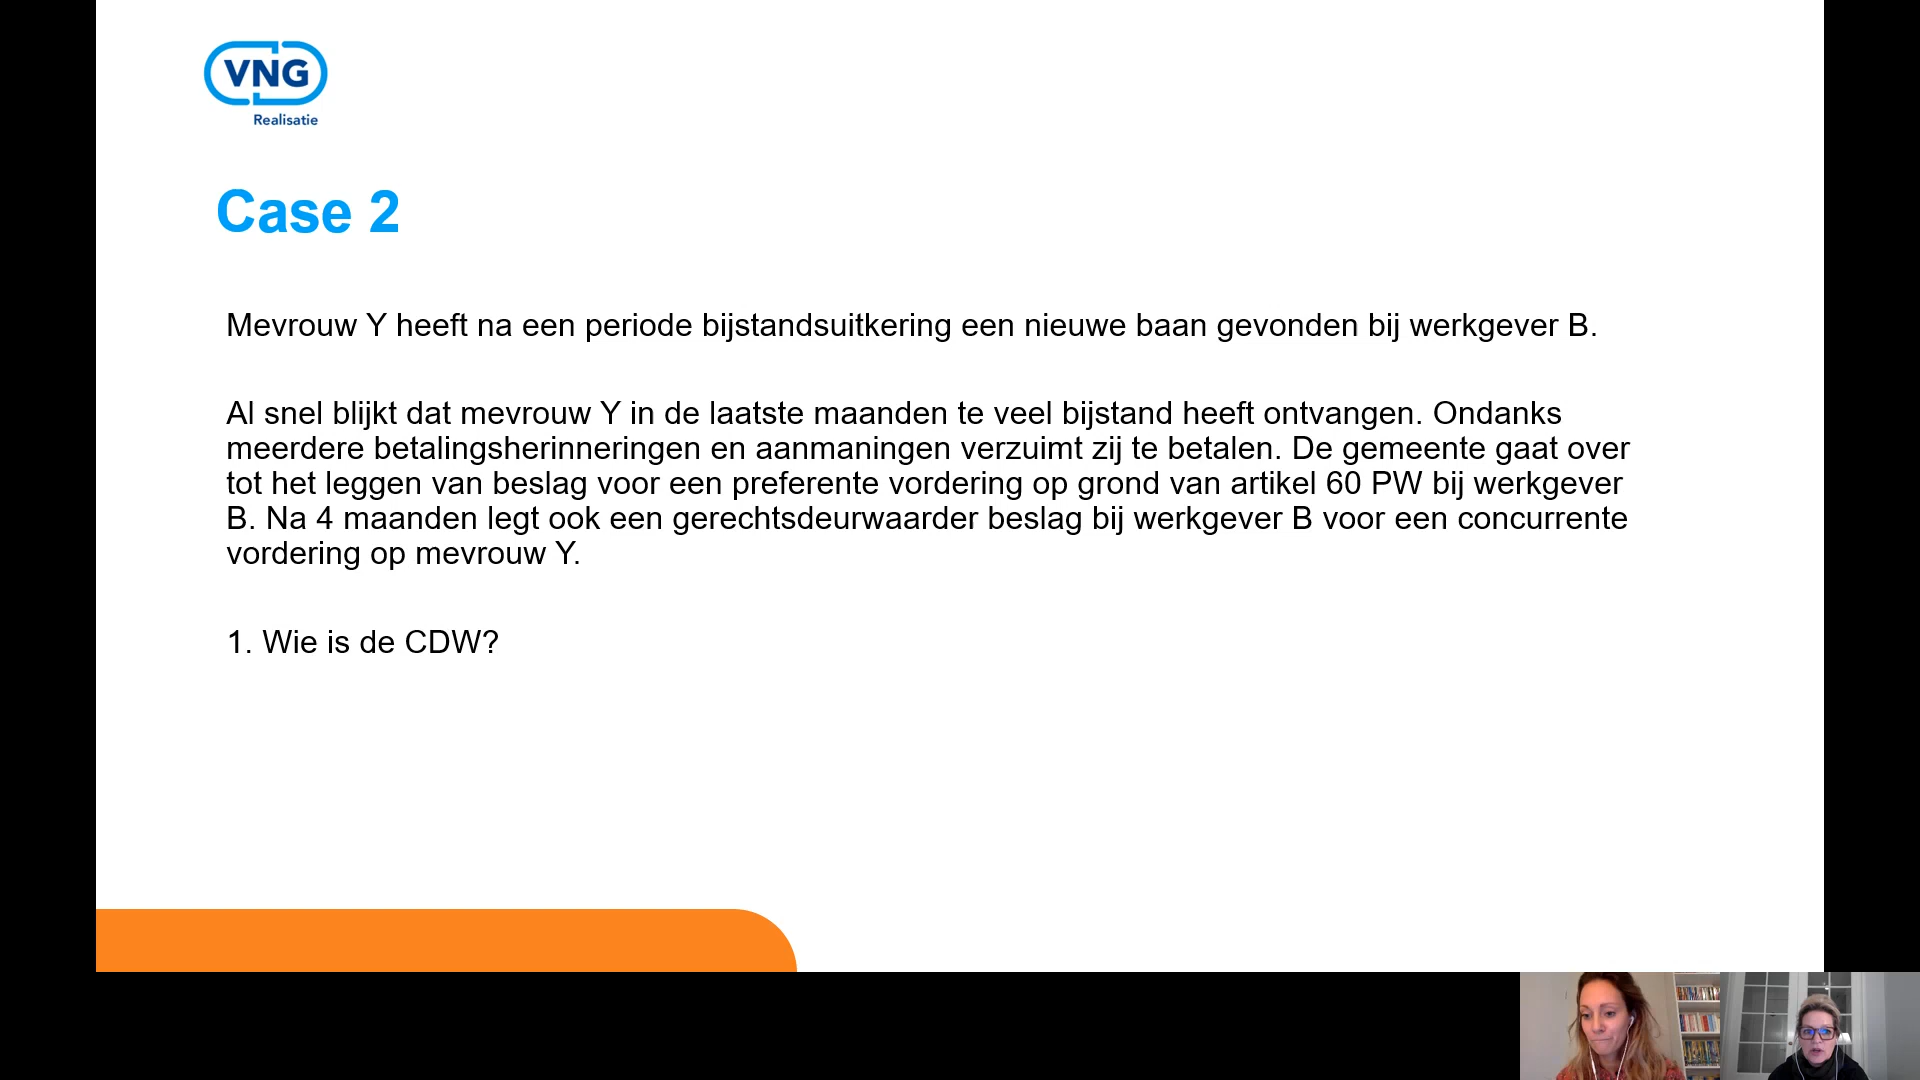 VNG
Realisatie
Case 2
Mevrouw Y heeft na een periode bijstandsuitkering een nieuwe baan gevonden bij werkgever B.
Al snel blijkt dat mevrouw Y in de laatste maanden te veel bijstand heeft ontvangen. Ondanks
meerdere betalingsherinneringen en aanmaningen verzuimt zij te betalen. De gemeente gaat over
tot het leggen van beslag voor een preferente vordering op grond van artikel 60 PW bij werkgever
B. Na 4 maanden legt ook een gerechtsdeurwaarder beslag bij werkgever B voor een concurrente
vordering op mevrouw Y.
1. Wie is de CDW?